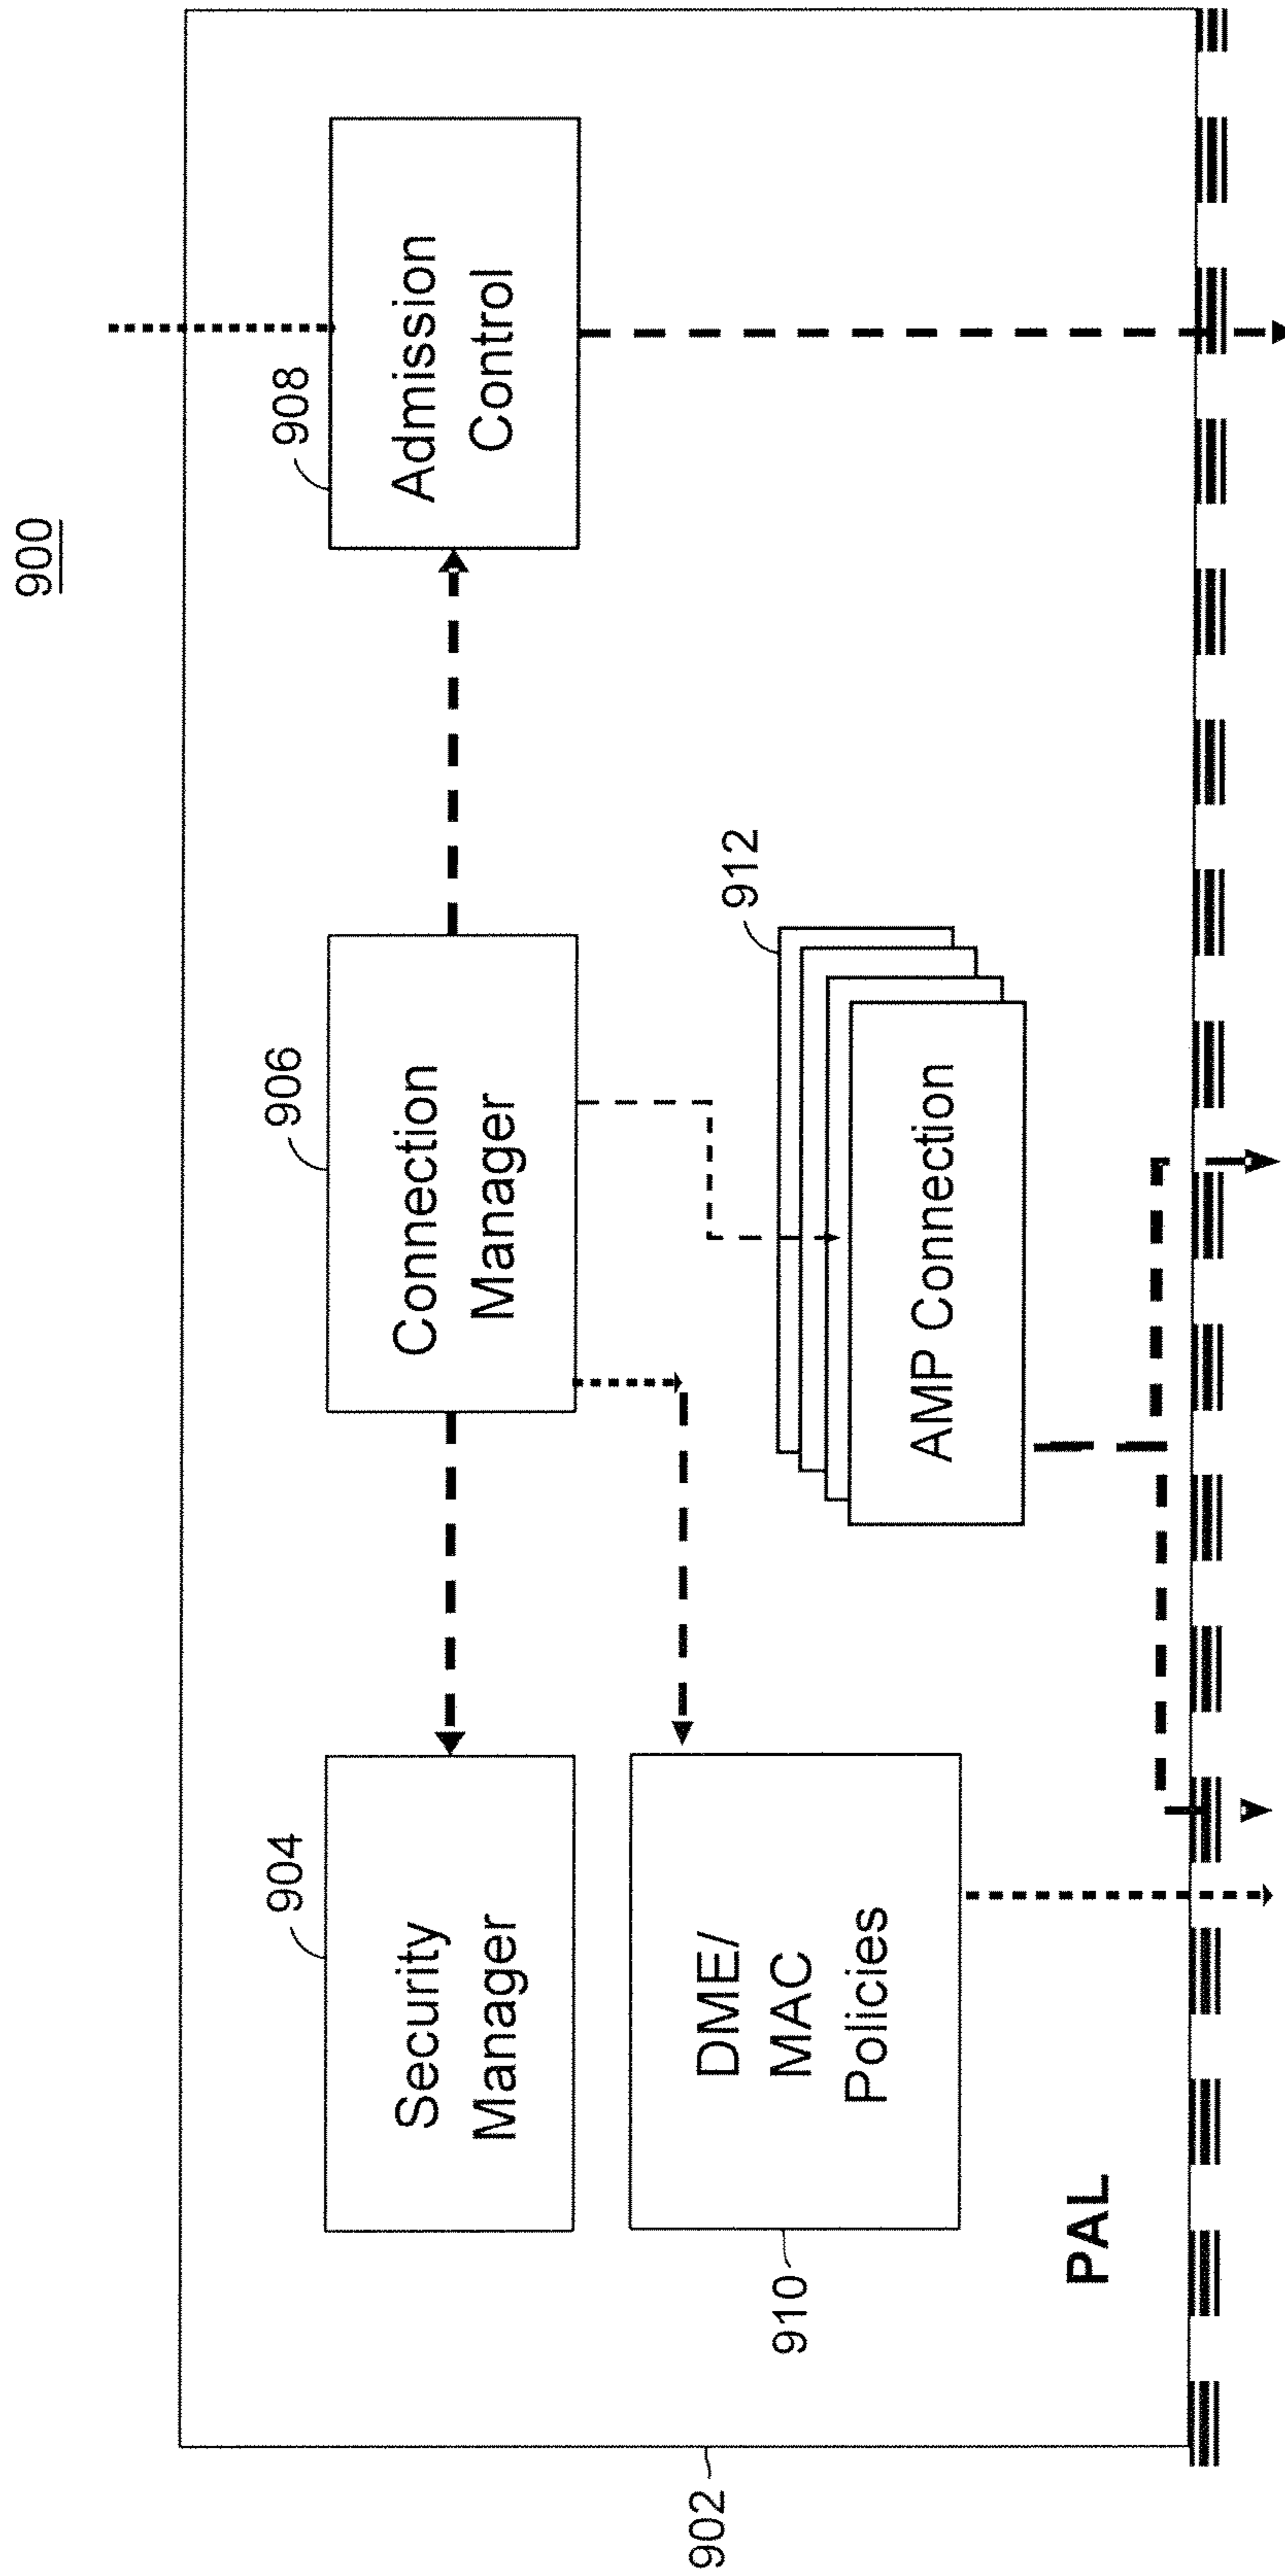 900
904
Security
Manager
906
Connection
Manager
908
Admission
Control
DME/
MAC
Policies
910
912
AMP Connection
PAL
902